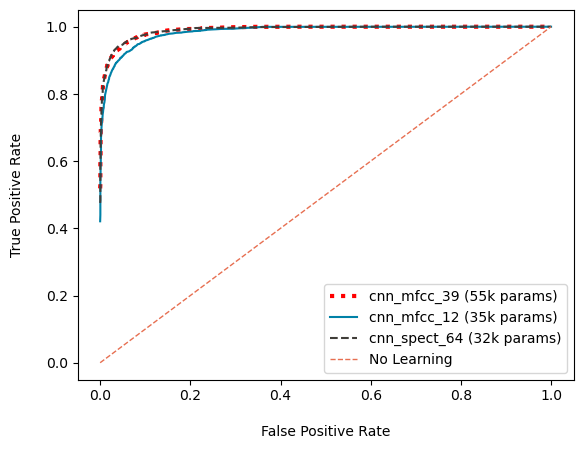 1.0
0.8
0.6
0.4
0.2
0.0
True Positive Rate
cnn_mfcc_39 (55k params)
cnn_mfcc_12 (35k params)
cnn_spect_64 (32k params)
No Learning
0.0 0.2 0.4 0.6 0.8 1.0
False Positive Rate